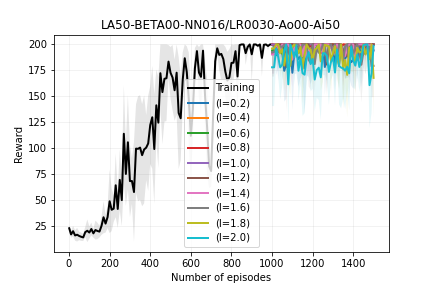 LA50-BETA00-NN016/LR0030-Ao00-Ai50
200
175
150
125
100
75
50
25
Reward
Training
(l=0.2)
(l=0.4)
(l=0.6)
(l=0.8)
(l=1.0)
(l=1.2)
(l=1.4)
(l=1.6)
(l=1.8)
(l=2.0)
0 200 400 600 800 1000 1200 1400
Number of episodes